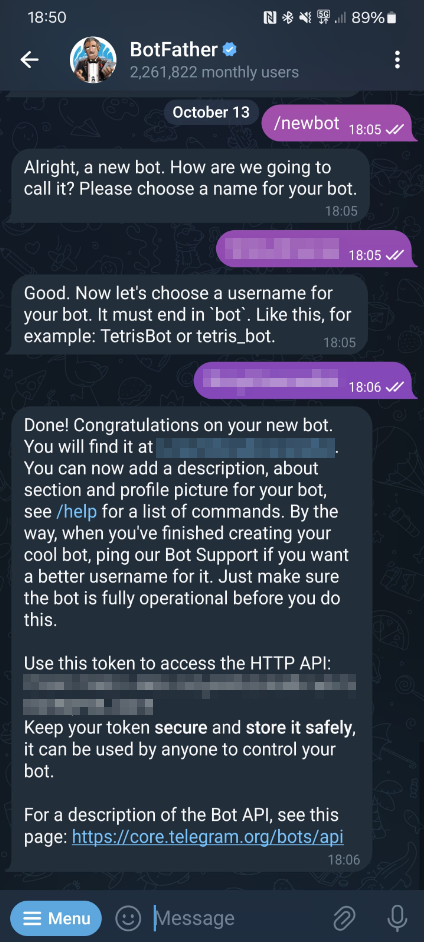 18:50
5G
89%
BotFather
2,261,822 monthly users
October 13
/newbot 18:05
Alright, a new bot. How are we going to
call it? Please choose a name for your bot.
18:05
18:05
Good. Now let's choose a username for
your bot. It must end in `bot`. Like this, for
example: TetrisBot or tetris_bot.
18:05
18:06
Done! Congratulations on your new bot.
You will find it at .
You can now add a description, about
section and profile picture for your bot,
see /help for a list of commands. By the
way, when you've finished creating your
cool bot, ping our Bot Support if you want
a better username for it. Just make sure
the bot is fully operational before you do
this.
Use this token to access the HTTP API:
Keep your token secure and store it safely,
it can be used by anyone to control your
bot.
For a description of the Bot API, see this
page: https://core.telegram.org/bots/api
18:06
Menu
Message